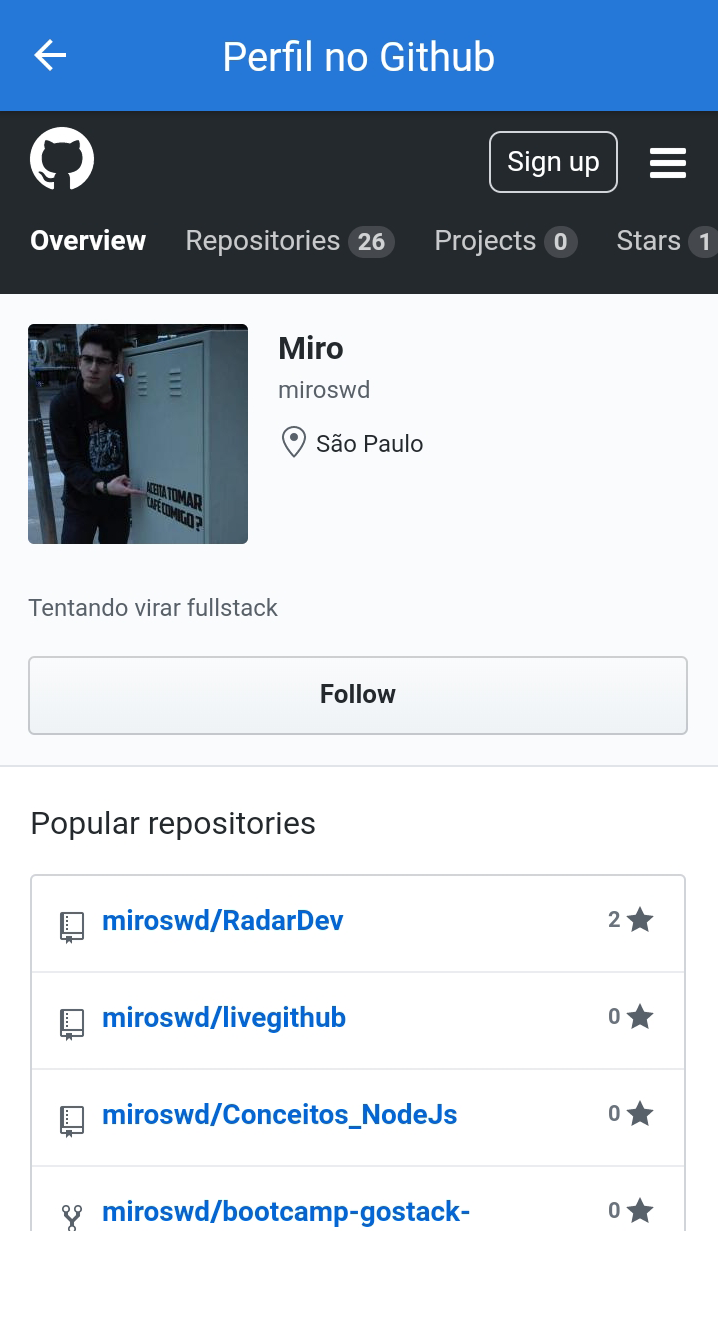 Perfil no Github
Sign up
Overview Repositories 26 Projects 0 Stars 1
Miro
miroswd
São Paulo
ACEITA TOMAR
CAFÉ COMIGO?
Tentando virar fullstack
Follow
Popular repositories
miroswd/RadarDev 2
miroswd/livegithub 0
miroswd/Conceitos_NodeJs 0
miroswd/bootcamp-gostack- 0